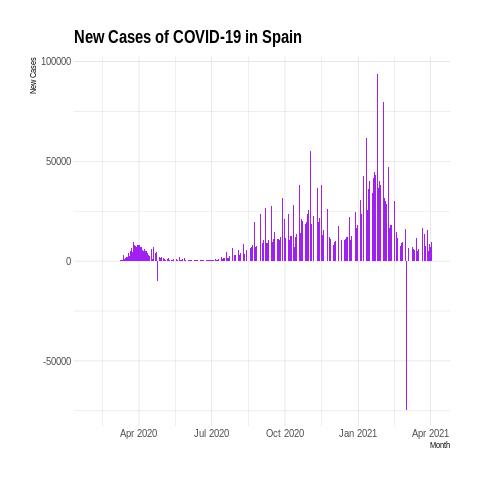 New Cases of COVID-19 in Spain
New Cases
100000
50000
0
-50000
Apr 2020 Jul 2020 Oct 2020 Jan 2021 Apr 2021
Month